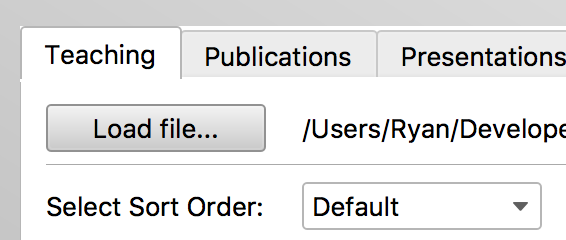 Teaching Publications Presentations
Load file... /Users/Ryan/Develope
Select Sort Order: Default